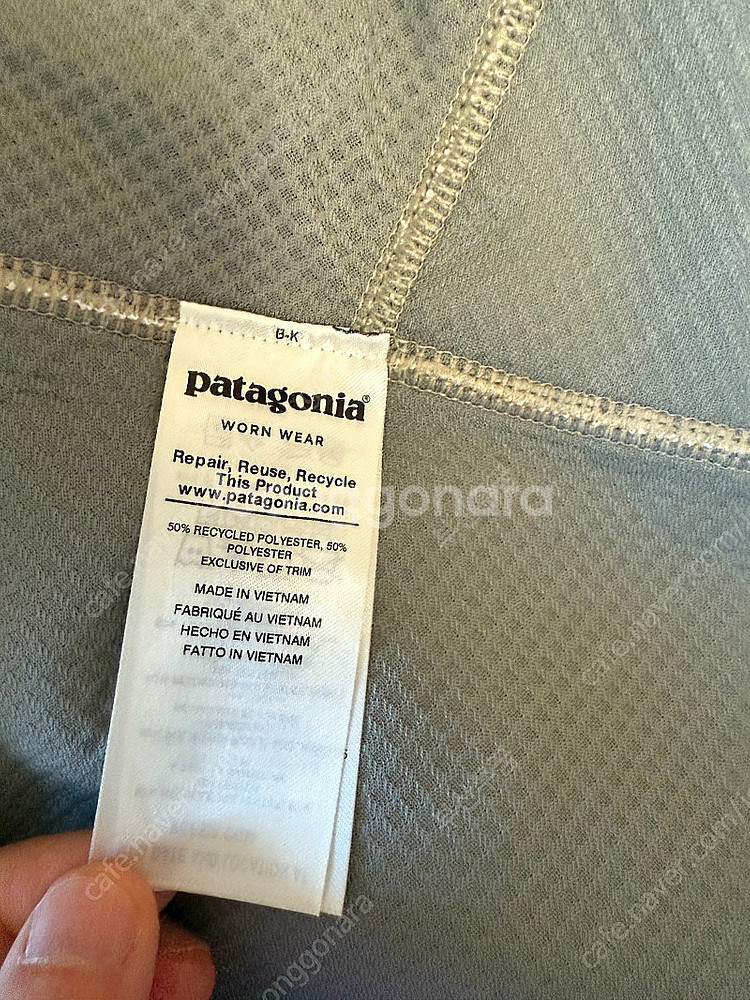 B-K
patagonia®
WORN WEAR
Repair, Reuse, Recycle
This Product
www.patagonia.com
50% RECYCLED POLYESTER, 50%
POLYESTER
EXCLUSIVE OF TRIM
MADE IN VIETNAM
FABRIQUÉ AU VIETNAM
HECHO EN VIETNAM
FATTO IN VIETNAM